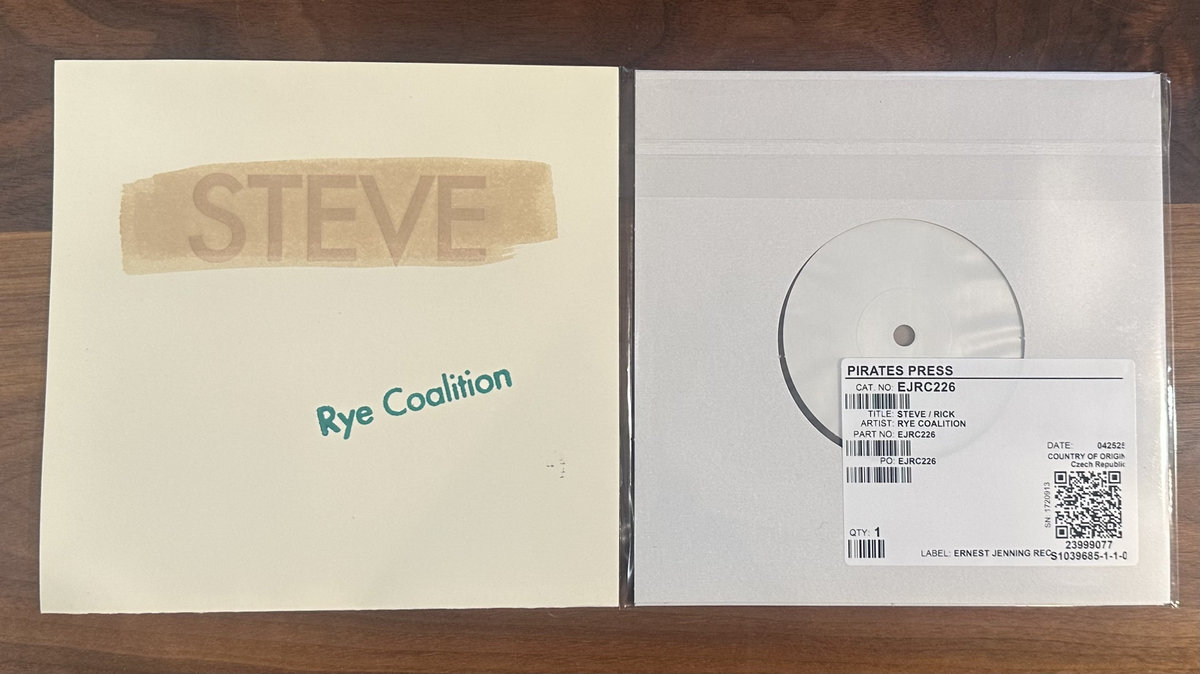 STEVE
Rye Coalition
PIRATES PRESS
CAT. NO: EJRC226
TITLE: STEVE / RICK
ARTIST: RYE COALITION
PART NO: EJRC226
PO: EJRC226
DATE: 042525
COUNTRY OF ORIGIN
Czech Republic
SN: 1720913
QTY: 1
23999077
LABEL: ERNEST JENNING REC
S1039685-1-1-0